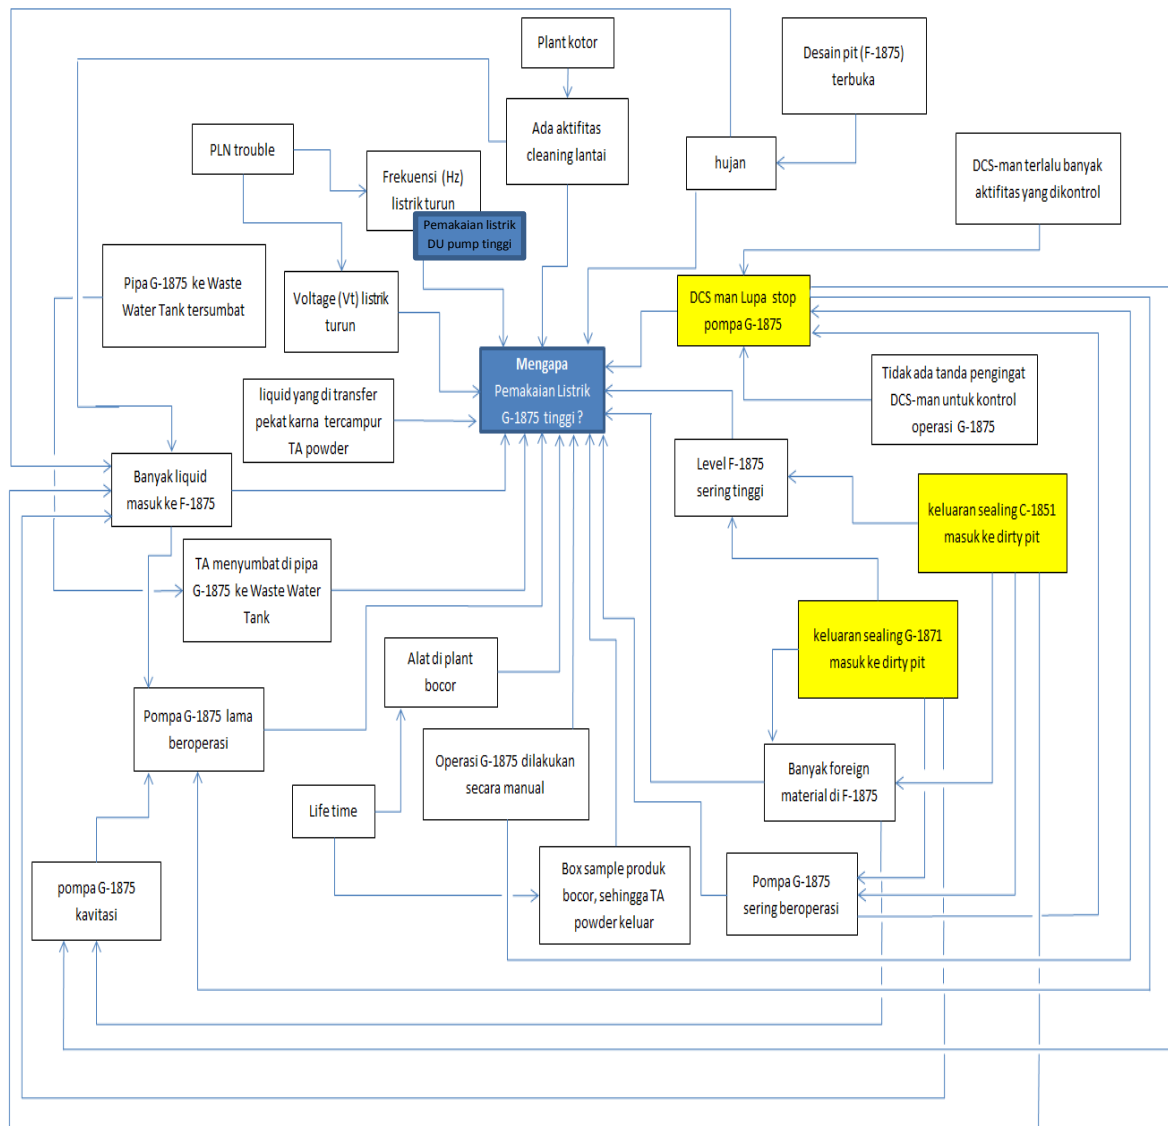 Plant kotor
Desain pit (F-1875)
terbuka
Ada aktifitas
cleaning lantai
PLN trouble
hujan
DCS-man terlalu banyak
aktifitas yang dikontrol
Frekuensi (Hz)
listrik turun
Pemakaian listrik
DU pump tinggi
Pipa G-1875 ke Waste
Water Tank tersumbat
Voltage (Vt) listrik
turun
DCS man Lupa stop
pompa G-1875
Mengapa
Pemakaian Listrik
G-1875 tinggi ?
Tidak ada tanda pengingat
DCS-man untuk kontrol
operasi G-1875
liquid yang di transfer
pekat karna tercampur
TA powder
Level F-1875
sering tinggi
Banyak liquid
masuk ke F-1875
keluaran sealing C-1851
masuk ke dirty pit
TA menyumbat di pipa
G-1875 ke Waste Water
Tank
keluaran sealing G-1871
masuk ke dirty pit
Alat di plant
bocor
Pompa G-1875 lama
beroperasi
Operasi G-1875 dilakukan
secara manual
Banyak foreign
material di F-1875
Life time
pompa G-1875
kavitasi
Box sample produk
bocor, sehingga TA
powder keluar
Pompa G-1875
sering beroperasi